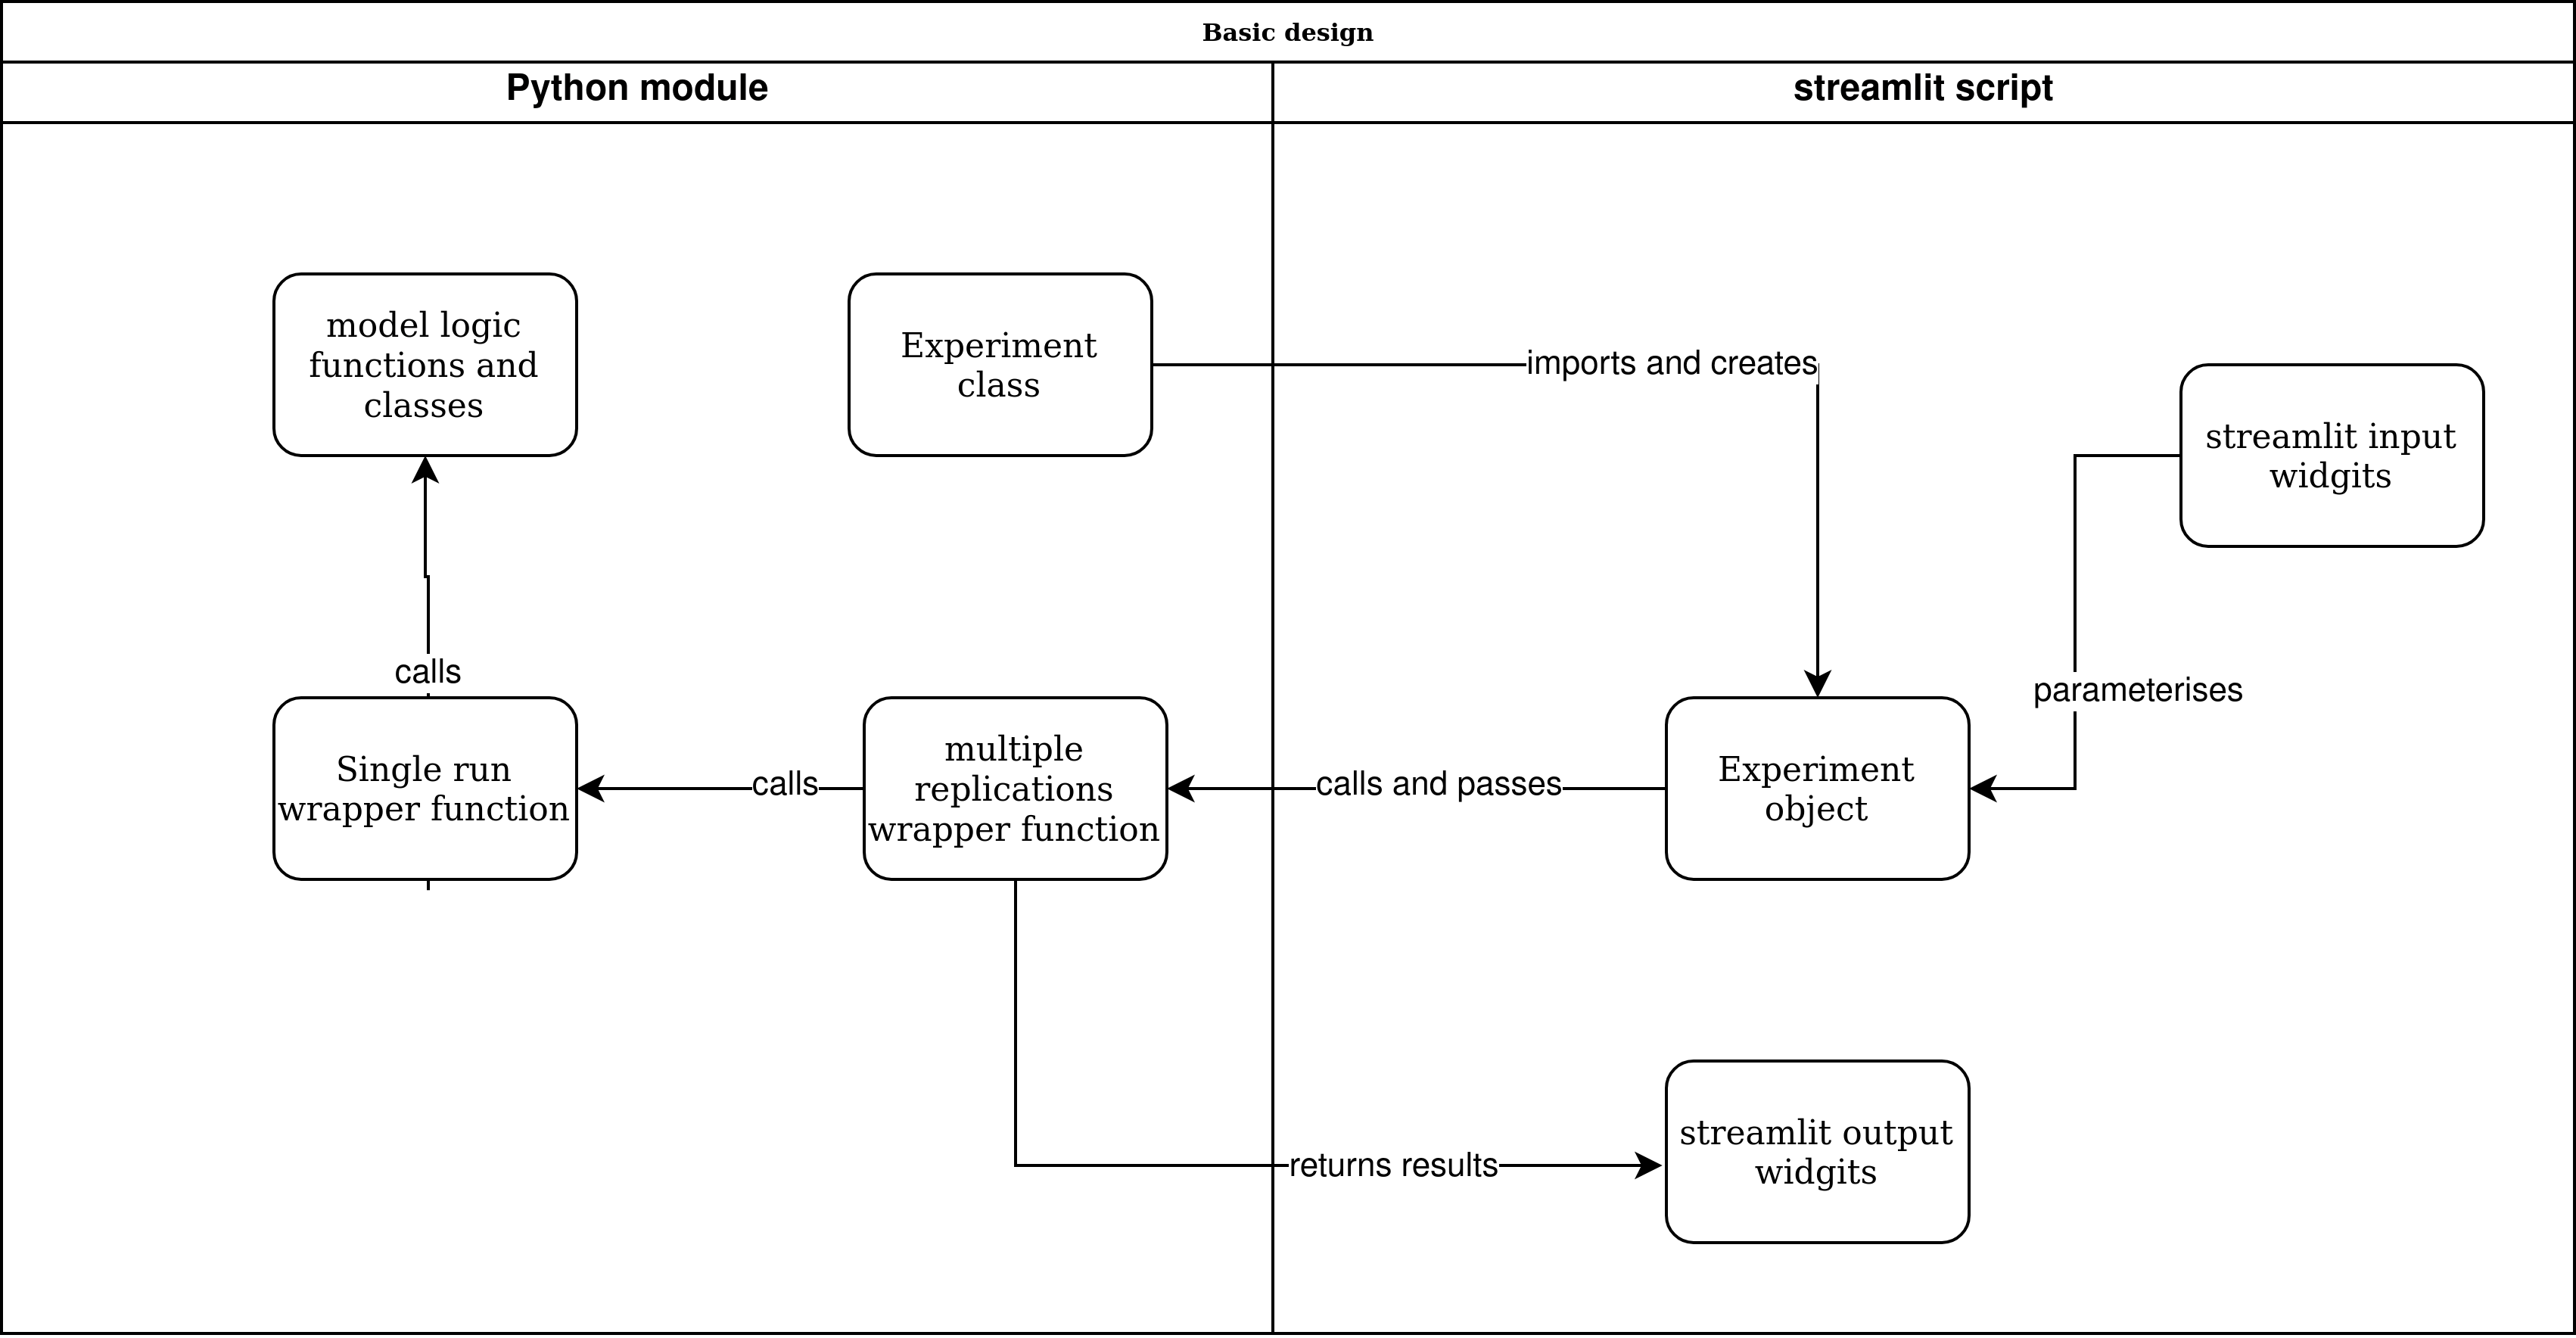 Basic design
Python module
streamlit script
model logic
functions and
classes
Experiment
class
imports and creates
streamlit input
widgits
calls
parameterises
Single run
wrapper function
calls
multiple
replications
wrapper function
calls and passes
Experiment
object
returns results
streamlit output
widgits